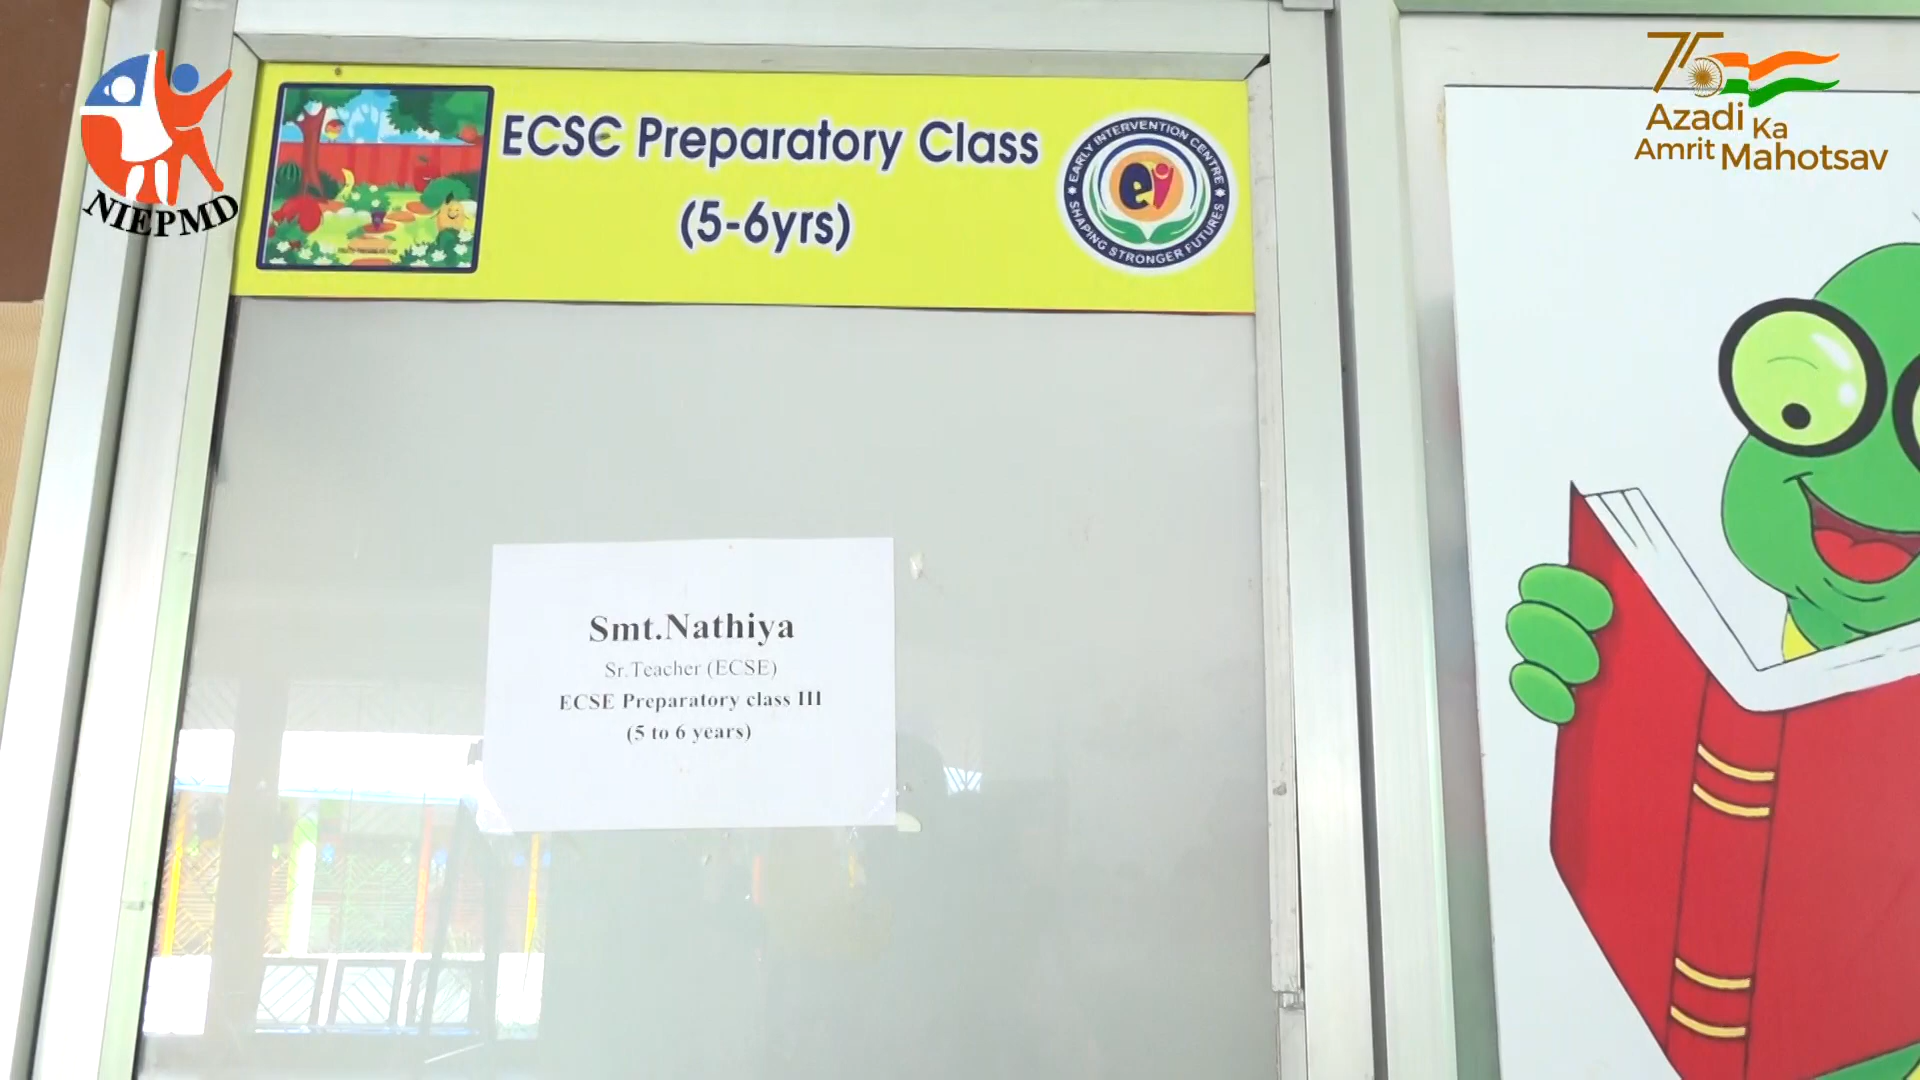 NIEPMD
75
Azadi Ka
Amrit Mahotsav
ECSE Preparatory Class
(5-6yrs)
EARLY INTERVENTION CENTRE
ei
SHAPING STRONGER FUTURES
Smt.Nathiya
Sr.Teacher (ECSE)
ECSE Preparatory class III
(5 to 6 years)